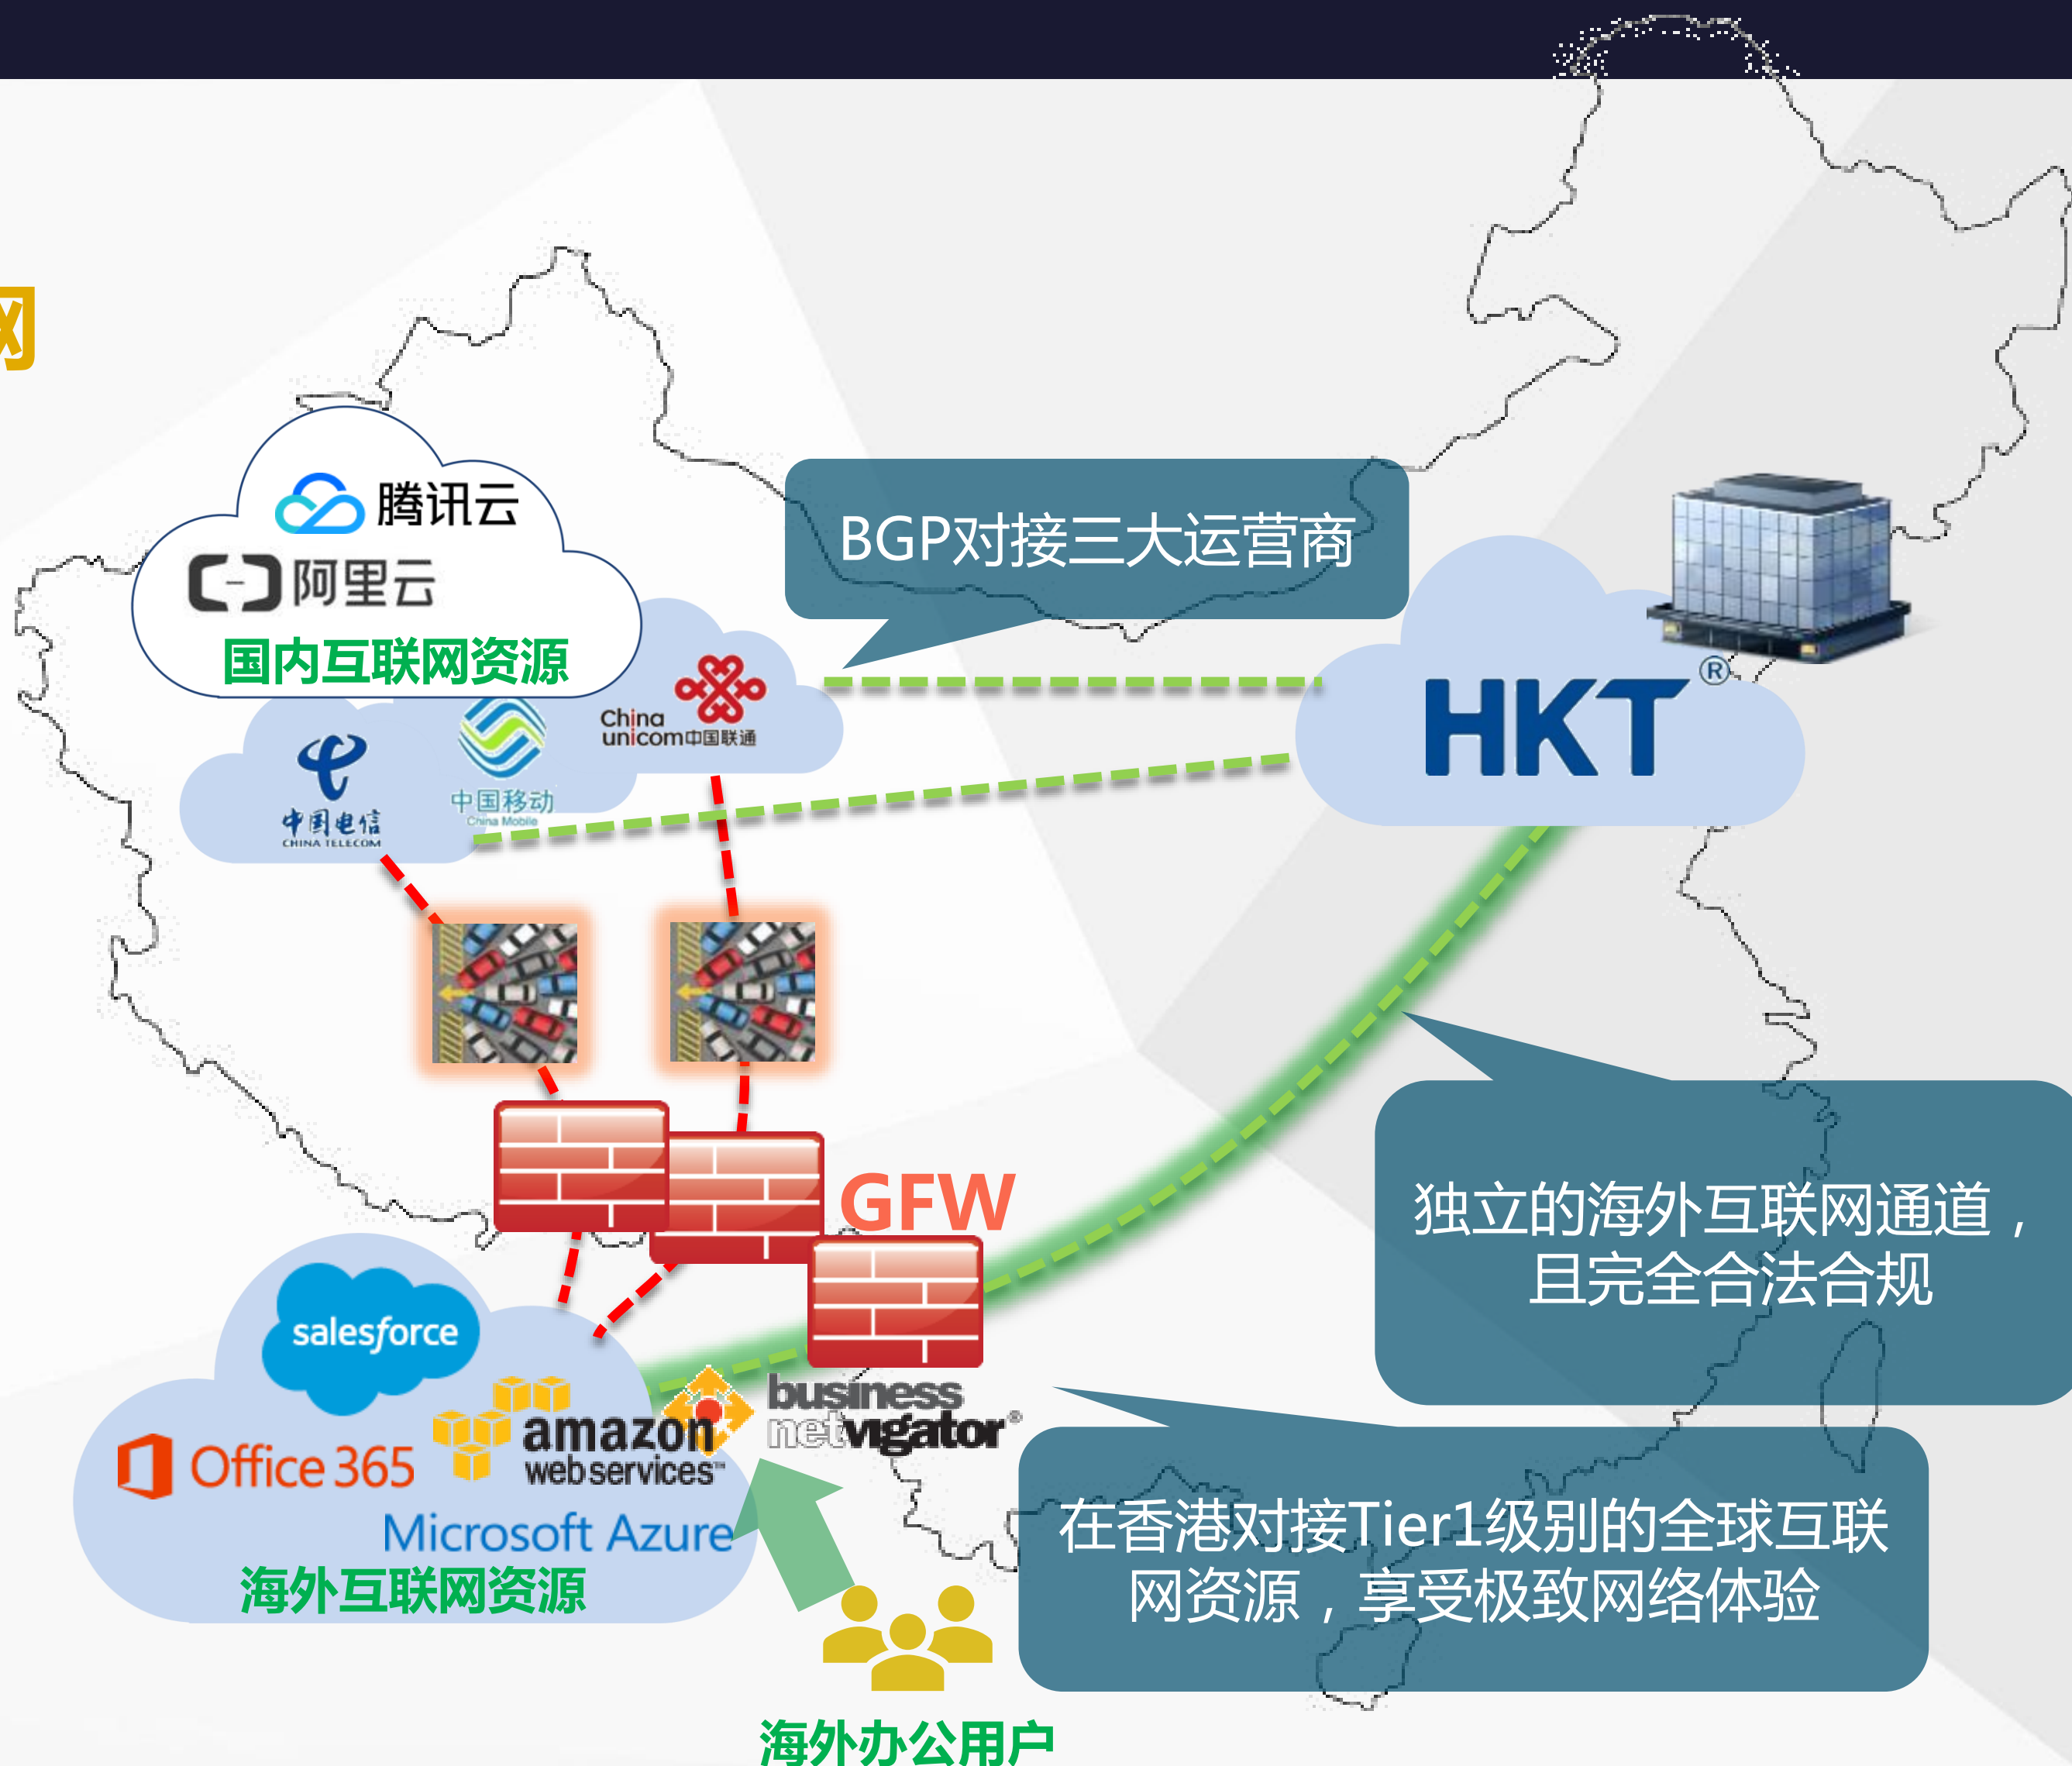 网
腾讯云
阿里云
国内互联网资源
BGP对接三大运营商
China
unicom中国联通
中国移动
China Mobile
中国电信
CHINA TELECOM
HKT®
GFW
独立的海外互联网通道，
且完全合法合规
salesforce
Office 365
amazon
web services™
business
netvigator®
Microsoft Azure
海外互联网资源
在香港对接Tier1级别的全球互联
网资源，享受极致网络体验
海外办公用户